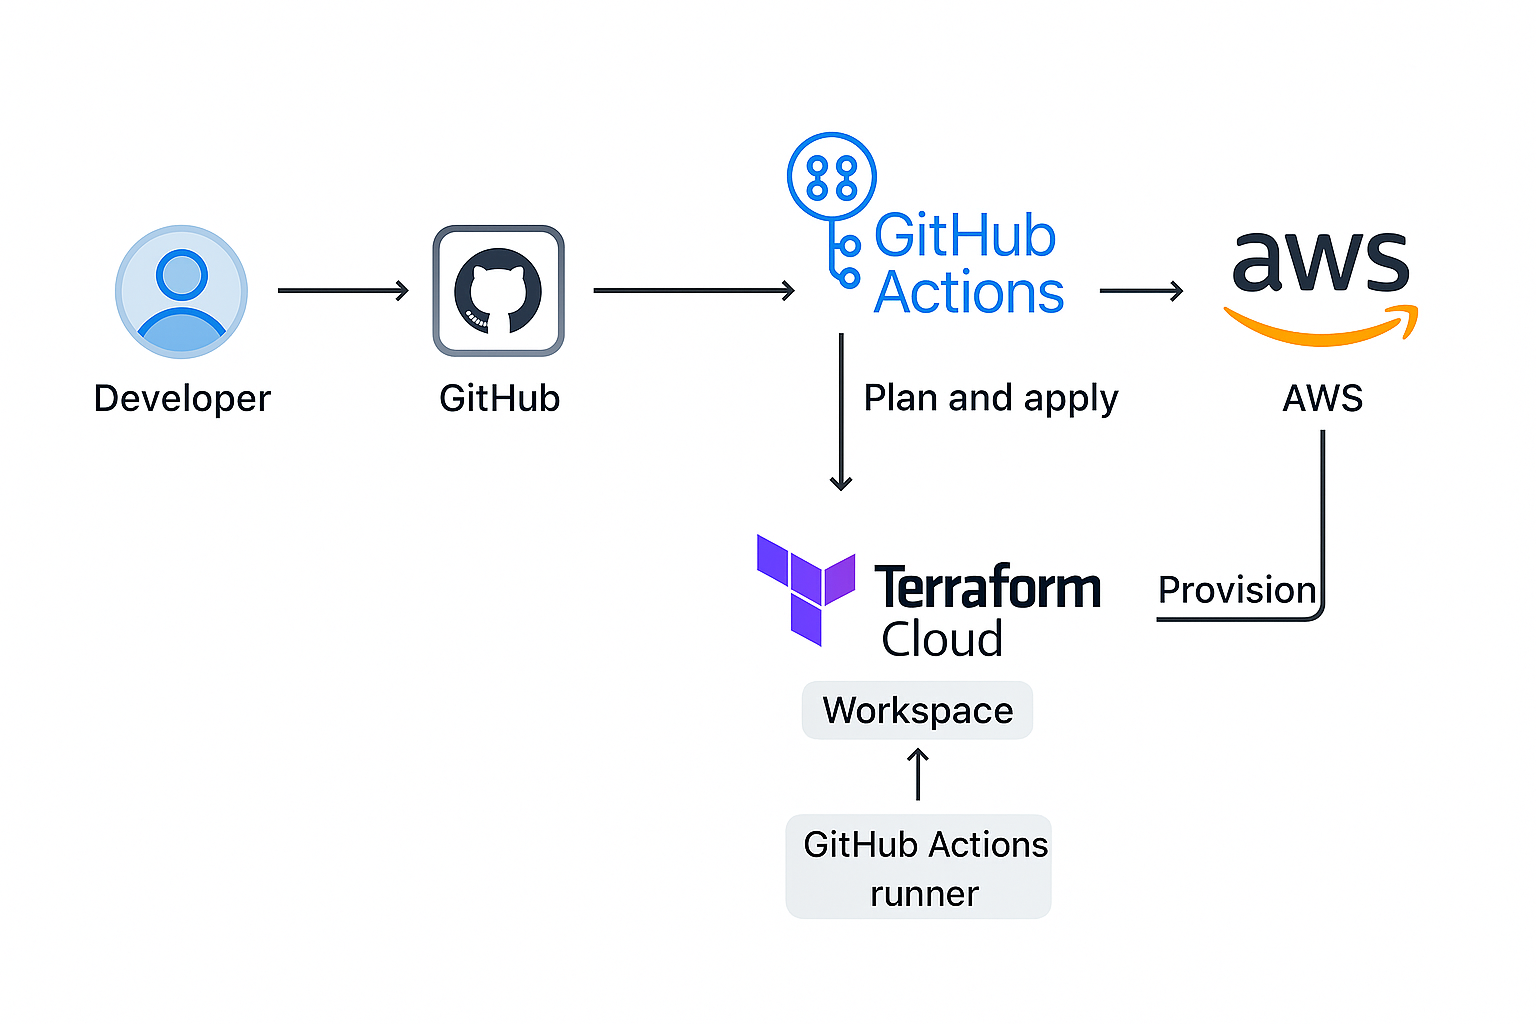 GitHub
Actions
aws
Developer
GitHub
Plan and apply
AWS
Terraform
Cloud
Provision
Workspace
GitHub Actions
runner